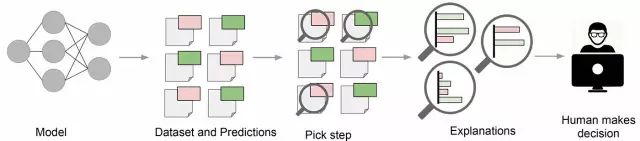 Model
Dataset and Predictions
Pick step
Explanations
Human makes
decision